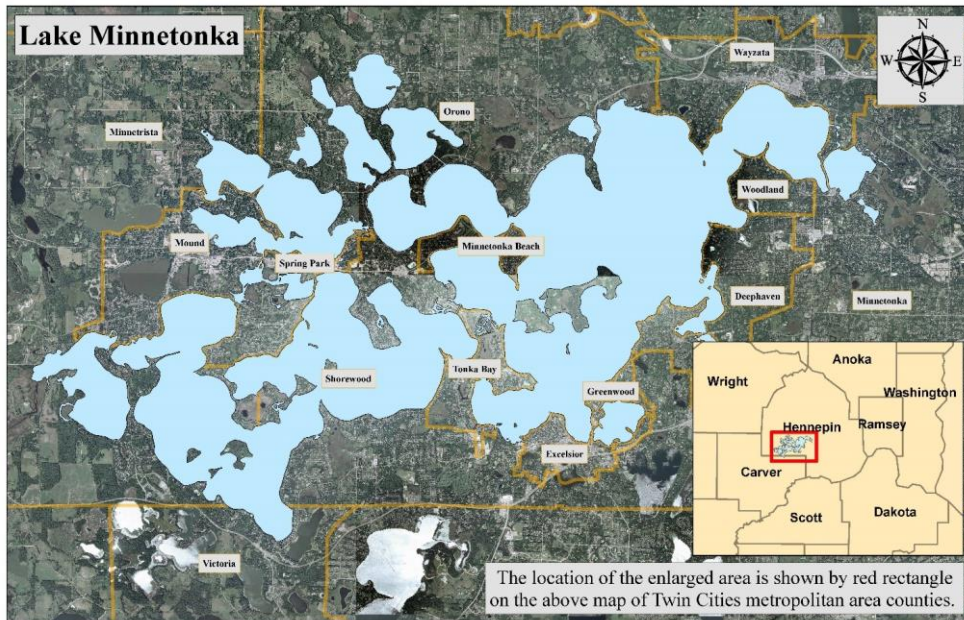 Lake Minnetonka
N
W
E
S
Wayzata
Orono
Minnetrista
Woodland
Mound
Minnetonka Beach
Spring Park
Deephaven
Minnetonka
Shorewood
Tonka Bay
Greenwood
Excelsior
Victoria
Anoka
Wright
Washington
Hennepin
Ramsey
Carver
Scott
Dakota
The location of the enlarged area is shown by red rectangle
on the above map of Twin Cities metropolitan area counties.